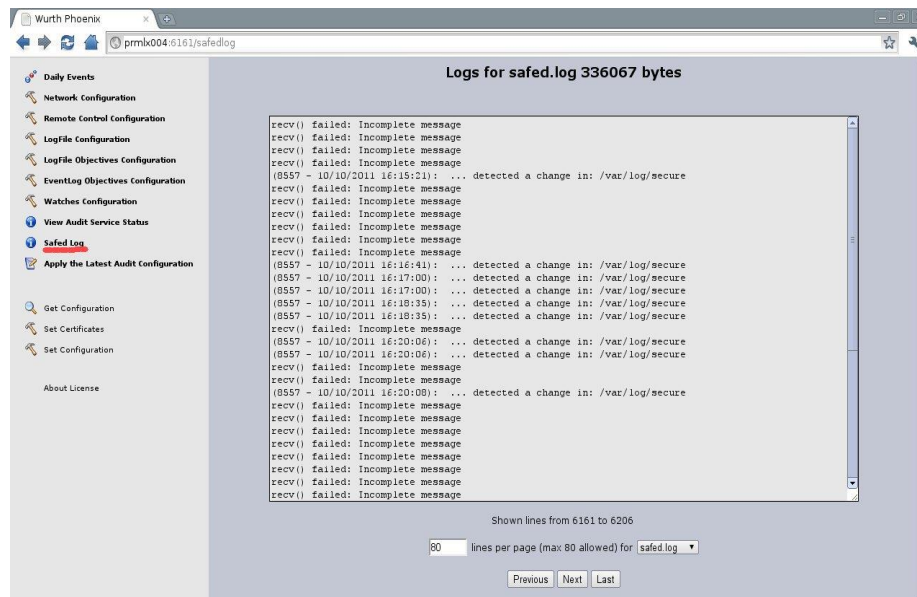 Wurth Phoenix
prmlx004:6161/safedlog
Daily Events
Network Configuration
Remote Control Configuration
LogFile Configuration
LogFile Objectives Configuration
EventLog Objectives Configuration
Watches Configuration
View Audit Service Status
Safed Log
Apply the Latest Audit Configuration
Get Configuration
Set Certificates
Set Configuration
About License
Logs for safed.log 336067 bytes
recv() failed: Incomplete message
recv() failed: Incomplete message
recv() failed: Incomplete message
recv() failed: Incomplete message
(8557 - 10/10/2011 16:15:21): ... detected a change in: /var/log/secure
recv() failed: Incomplete message
recv() failed: Incomplete message
recv() failed: Incomplete message
recv() failed: Incomplete message
recv() failed: Incomplete message
recv() failed: Incomplete message
(8557 - 10/10/2011 16:16:41): ... detected a change in: /var/log/secure
(8557 - 10/10/2011 16:17:00): ... detected a change in: /var/log/secure
(8557 - 10/10/2011 16:17:00): ... detected a change in: /var/log/secure
(8557 - 10/10/2011 16:18:35): ... detected a change in: /var/log/secure
(8557 - 10/10/2011 16:18:35): ... detected a change in: /var/log/secure
recv() failed: Incomplete message
(8557 - 10/10/2011 16:20:06): ... detected a change in: /var/log/secure
(8557 - 10/10/2011 16:20:06): ... detected a change in: /var/log/secure
recv() failed: Incomplete message
recv() failed: Incomplete message
(8557 - 10/10/2011 16:20:08): ... detected a change in: /var/log/secure
recv() failed: Incomplete message
recv() failed: Incomplete message
recv() failed: Incomplete message
recv() failed: Incomplete message
recv() failed: Incomplete message
recv() failed: Incomplete message
recv() failed: Incomplete message
recv() failed: Incomplete message
Shown lines from 6161 to 6206
80 lines per page (max 80 allowed) for safed.log
Previous Next Last